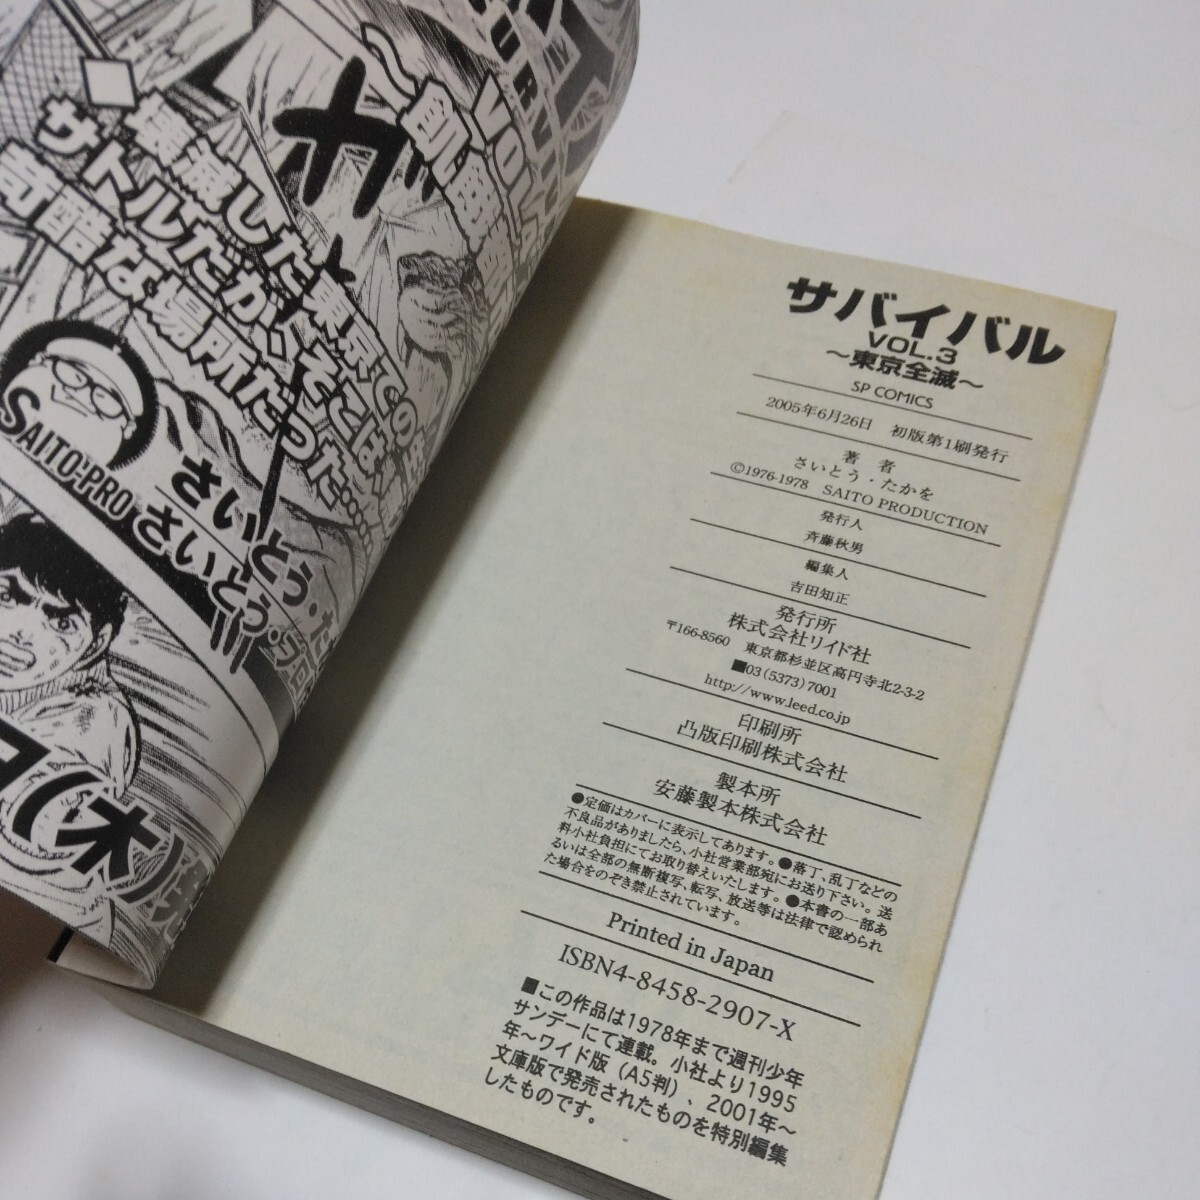 ガ
VOL.4
◆壊滅した東京での生
サトルだが、そこは
苛酷な場所だった……
SAITO-PRO
さいとう・た
さいとう・プロ
(木)発
サバイバル
VOL.3
～東京全滅～
SP COMICS
2005年6月26日 初版第1刷発行
著 者
さいとう・たかを
©1976-1978 SAITO PRODUCTION
発行人
斉藤秋男
編集人
吉田知正
発行所
株式会社リイド社
〒166-8560 東京都杉並区高円寺北2-3-2
■03(5373)7001
http://www.leed.co.jp
印刷所
凸版印刷株式会社
製本所
安藤製本株式会社
●定価はカバーに表示してあります。●落丁、乱丁などの
不良品がありましたら、小社営業部宛にお送り下さい。送
料小社負担にてお取り替えいたします。●本書の一部あ
るいは全部の無断複写、転写、放送等は法律で認められ
た場合をのぞき禁止されています。
Printed in Japan
ISBN4-8458-2907-X
■この作品は1978年まで週刊少年
サンデーにて連載。小社より1995
年～ワイド版（A5判）、2001年～
文庫版で発売されたものを特別編集
したものです。